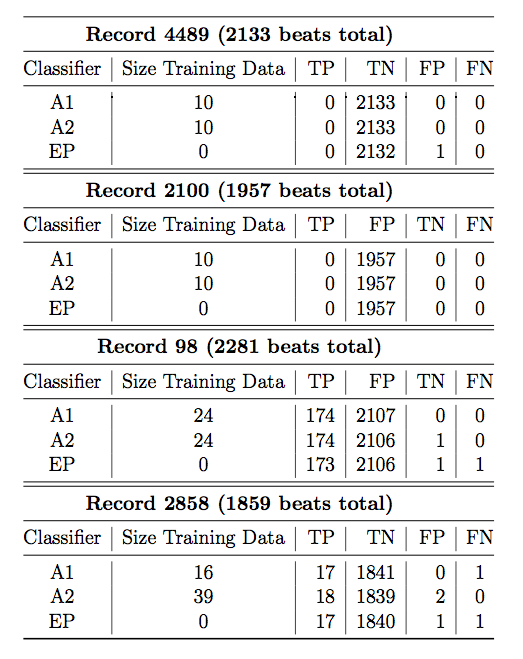 Record 4489 (2133 beats total)
Classifier Size Training Data TP TN FP FN
A1 10 0 2133 0 0
A2 10 0 2133 0 0
EP 0 0 2132 1 0
Record 2100 (1957 beats total)
Classifier Size Training Data TP FP TN FN
A1 10 0 1957 0 0
A2 10 0 1957 0 0
EP 0 0 1957 0 0
Record 98 (2281 beats total)
Classifier Size Training Data TP FP TN FN
A1 24 174 2107 0 0
A2 24 174 2106 1 0
EP 0 173 2106 1 1
Record 2858 (1859 beats total)
Classifier Size Training Data TP TN FP FN
A1 16 17 1841 0 1
A2 39 18 1839 2 0
EP 0 17 1840 1 1